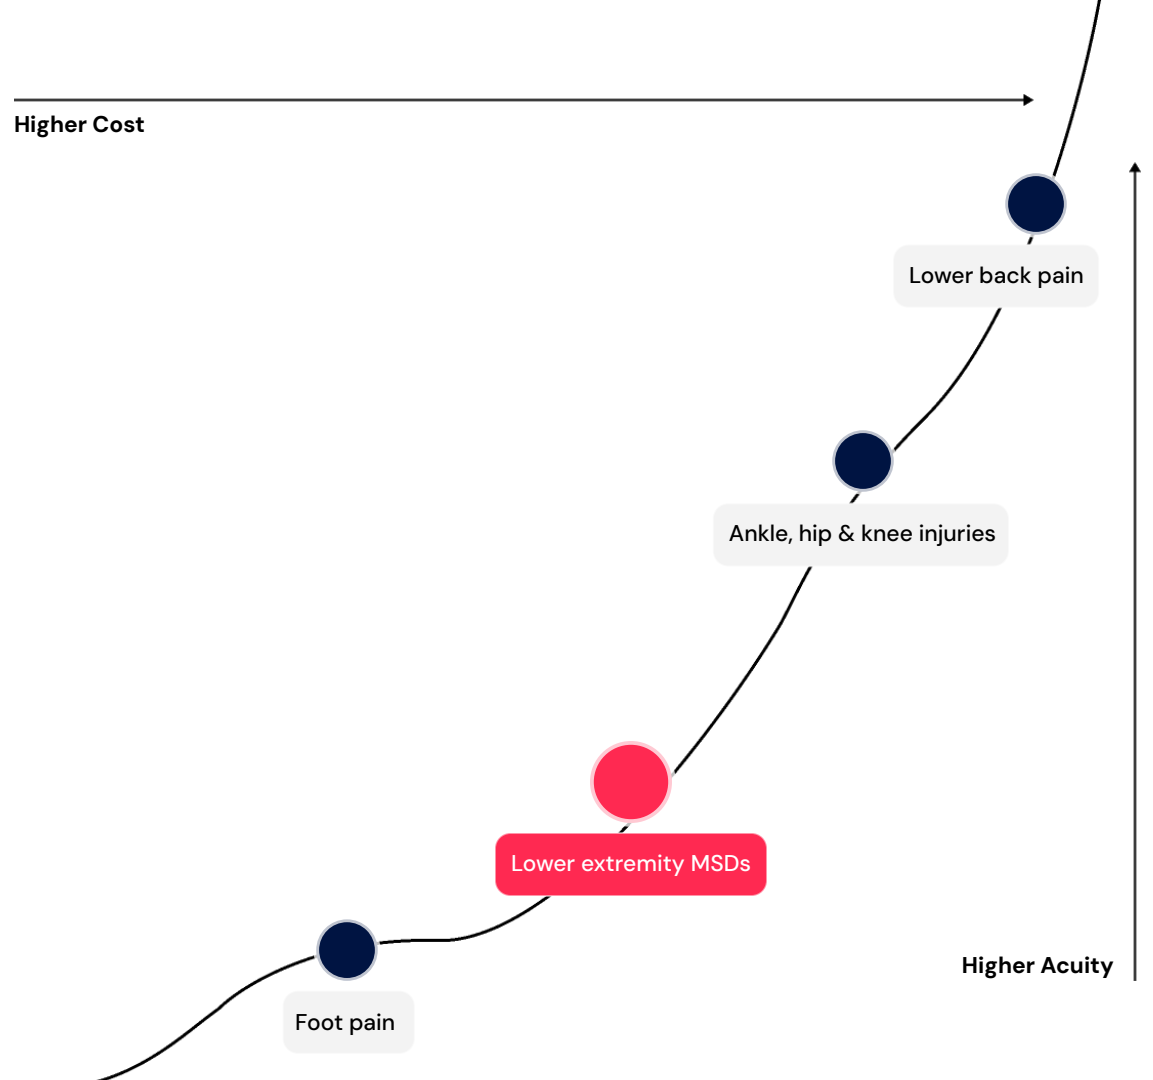 Higher Cost
Lower back pain
Ankle, hip & knee injuries
Lower extremity MSDs
Higher Acuity
Foot pain